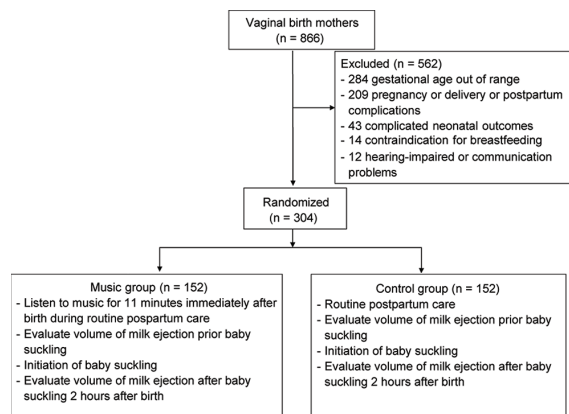 Vaginal birth mothers
(n = 866)
Excluded (n = 562)
- 284 gestational age out of range
- 209 pregnancy or delivery or postpartum
complications
- 43 complicated neonatal outcomes
- 14 contraindication for breastfeeding
- 12 hearing-impaired or communication
problems
Randomized
(n = 304)
Music group (n = 152)
- Listen to music for 11 minutes immediately after
birth during routine pospartum care
- Evaluate volume of milk ejection prior baby
suckling
- Initiation of baby suckling
- Evaluate volume of milk ejection after baby
suckling 2 hours after birth
Control group (n = 152)
- Routine postpartum care
- Evaluate volume of milk ejection prior baby
suckling
- Initiation of baby suckling
- Evaluate volume of milk ejection after baby
suckling 2 hours after birth